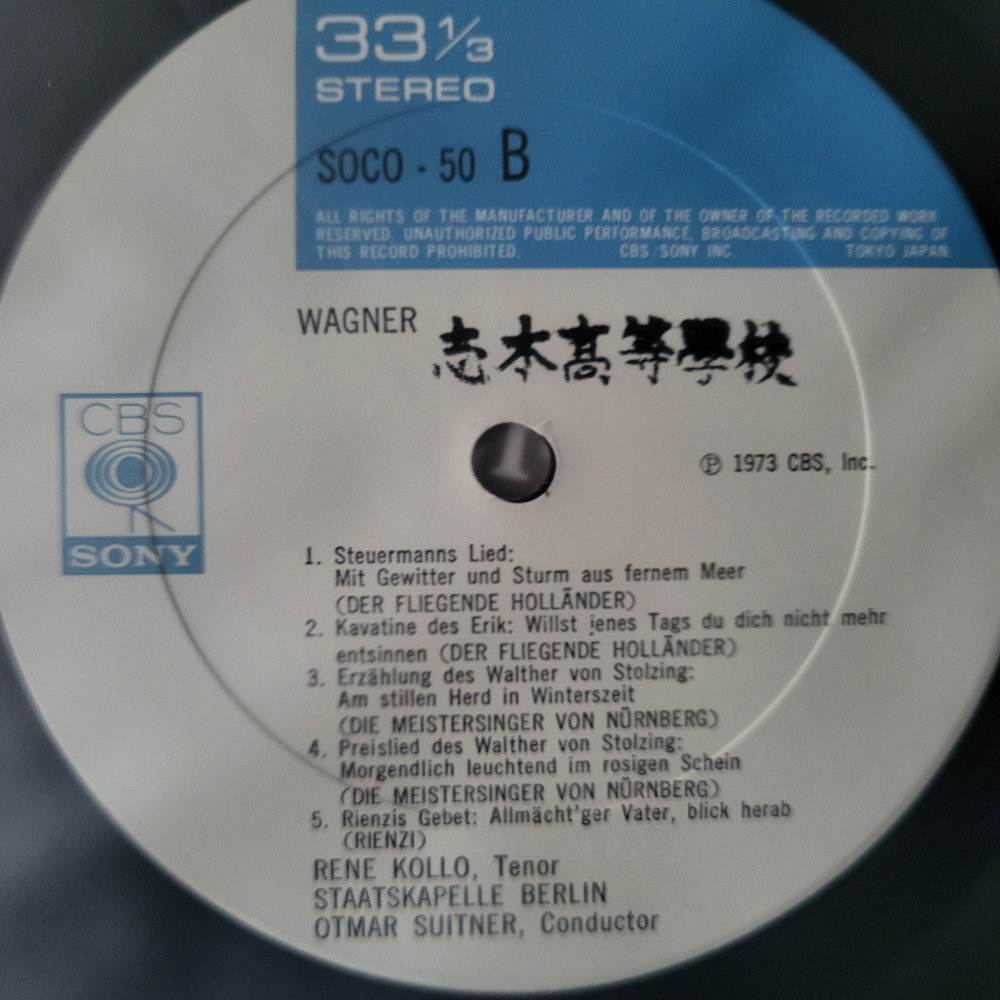 33 1/3
STEREO
SOCO - 50 B
ALL RIGHTS OF THE MANUFACTURER AND OF THE OWNER OF THE RECORDED WORK
RESERVED. UNAUTHORIZED PUBLIC PERFORMANCE, BROADCASTING AND COPYING OF
THIS RECORD PROHIBITED. CBS/SONY INC. TOKYO JAPAN
WAGNER
志木高等學校
CBS
SONY
℗ 1973 CBS, Inc.
1. Steuermanns Lied:
Mit Gewitter und Sturm aus fernem Meer
(DER FLIEGENDE HOLLÄNDER)
2. Kavatine des Erik: Willst jenes Tags du dich nicht mehr
entsinnen (DER FLIEGENDE HOLLÄNDER)
3. Erzählung des Walther von Stolzing:
Am stillen Herd in Winterszeit
(DIE MEISTERSINGER VON NÜRNBERG)
4. Preislied des Walther von Stolzing:
Morgendlich leuchtend im rosigen Schein
(DIE MEISTERSINGER VON NÜRNBERG)
5. Rienzis Gebet: Allmächt'ger Vater, blick herab
(RIENZI)
RENE KOLLO, Tenor
STAATSKAPELLE BERLIN
OTMAR SUITNER, Conductor